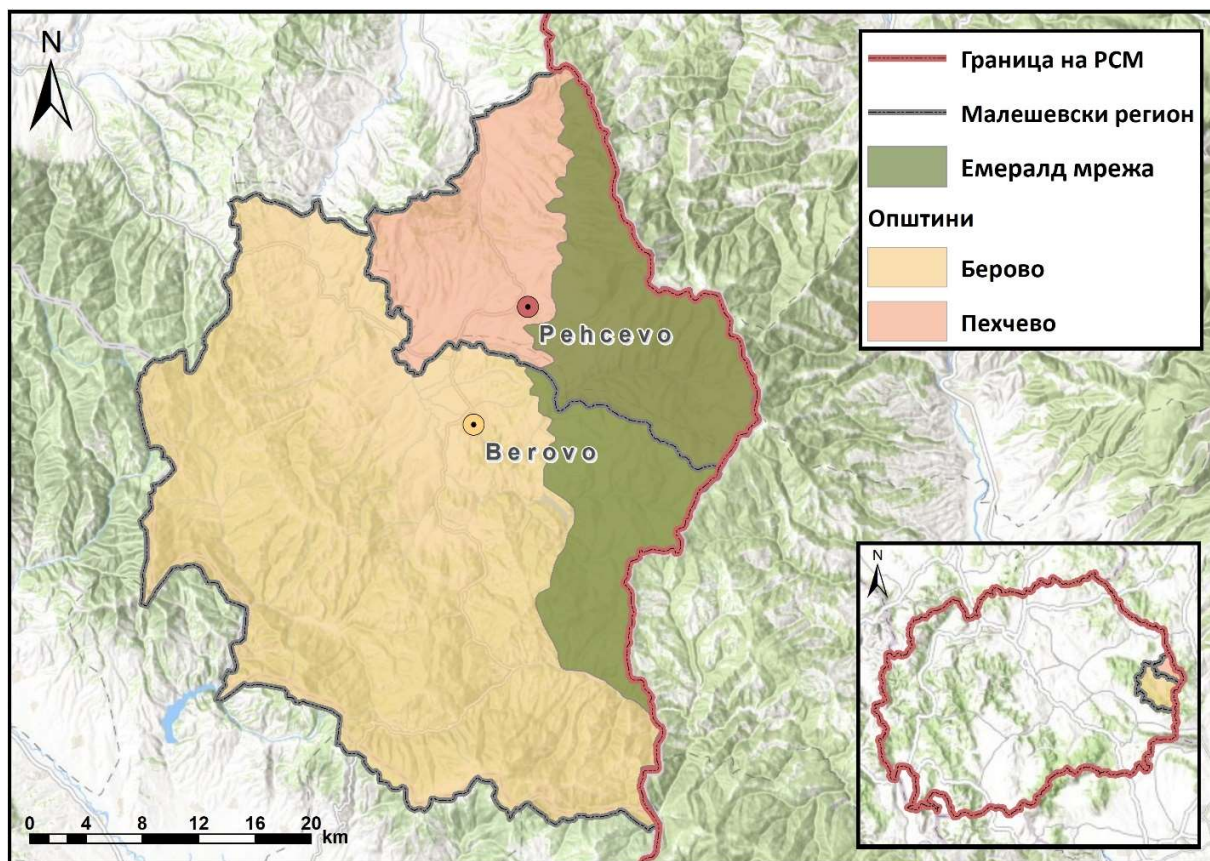 N
Граница на РСМ
Малешевски регион
Емералд мрежа
Општини
Берово
Пехчево
Pehcevo
Berovo
N
0 4 8 12 16 20
km